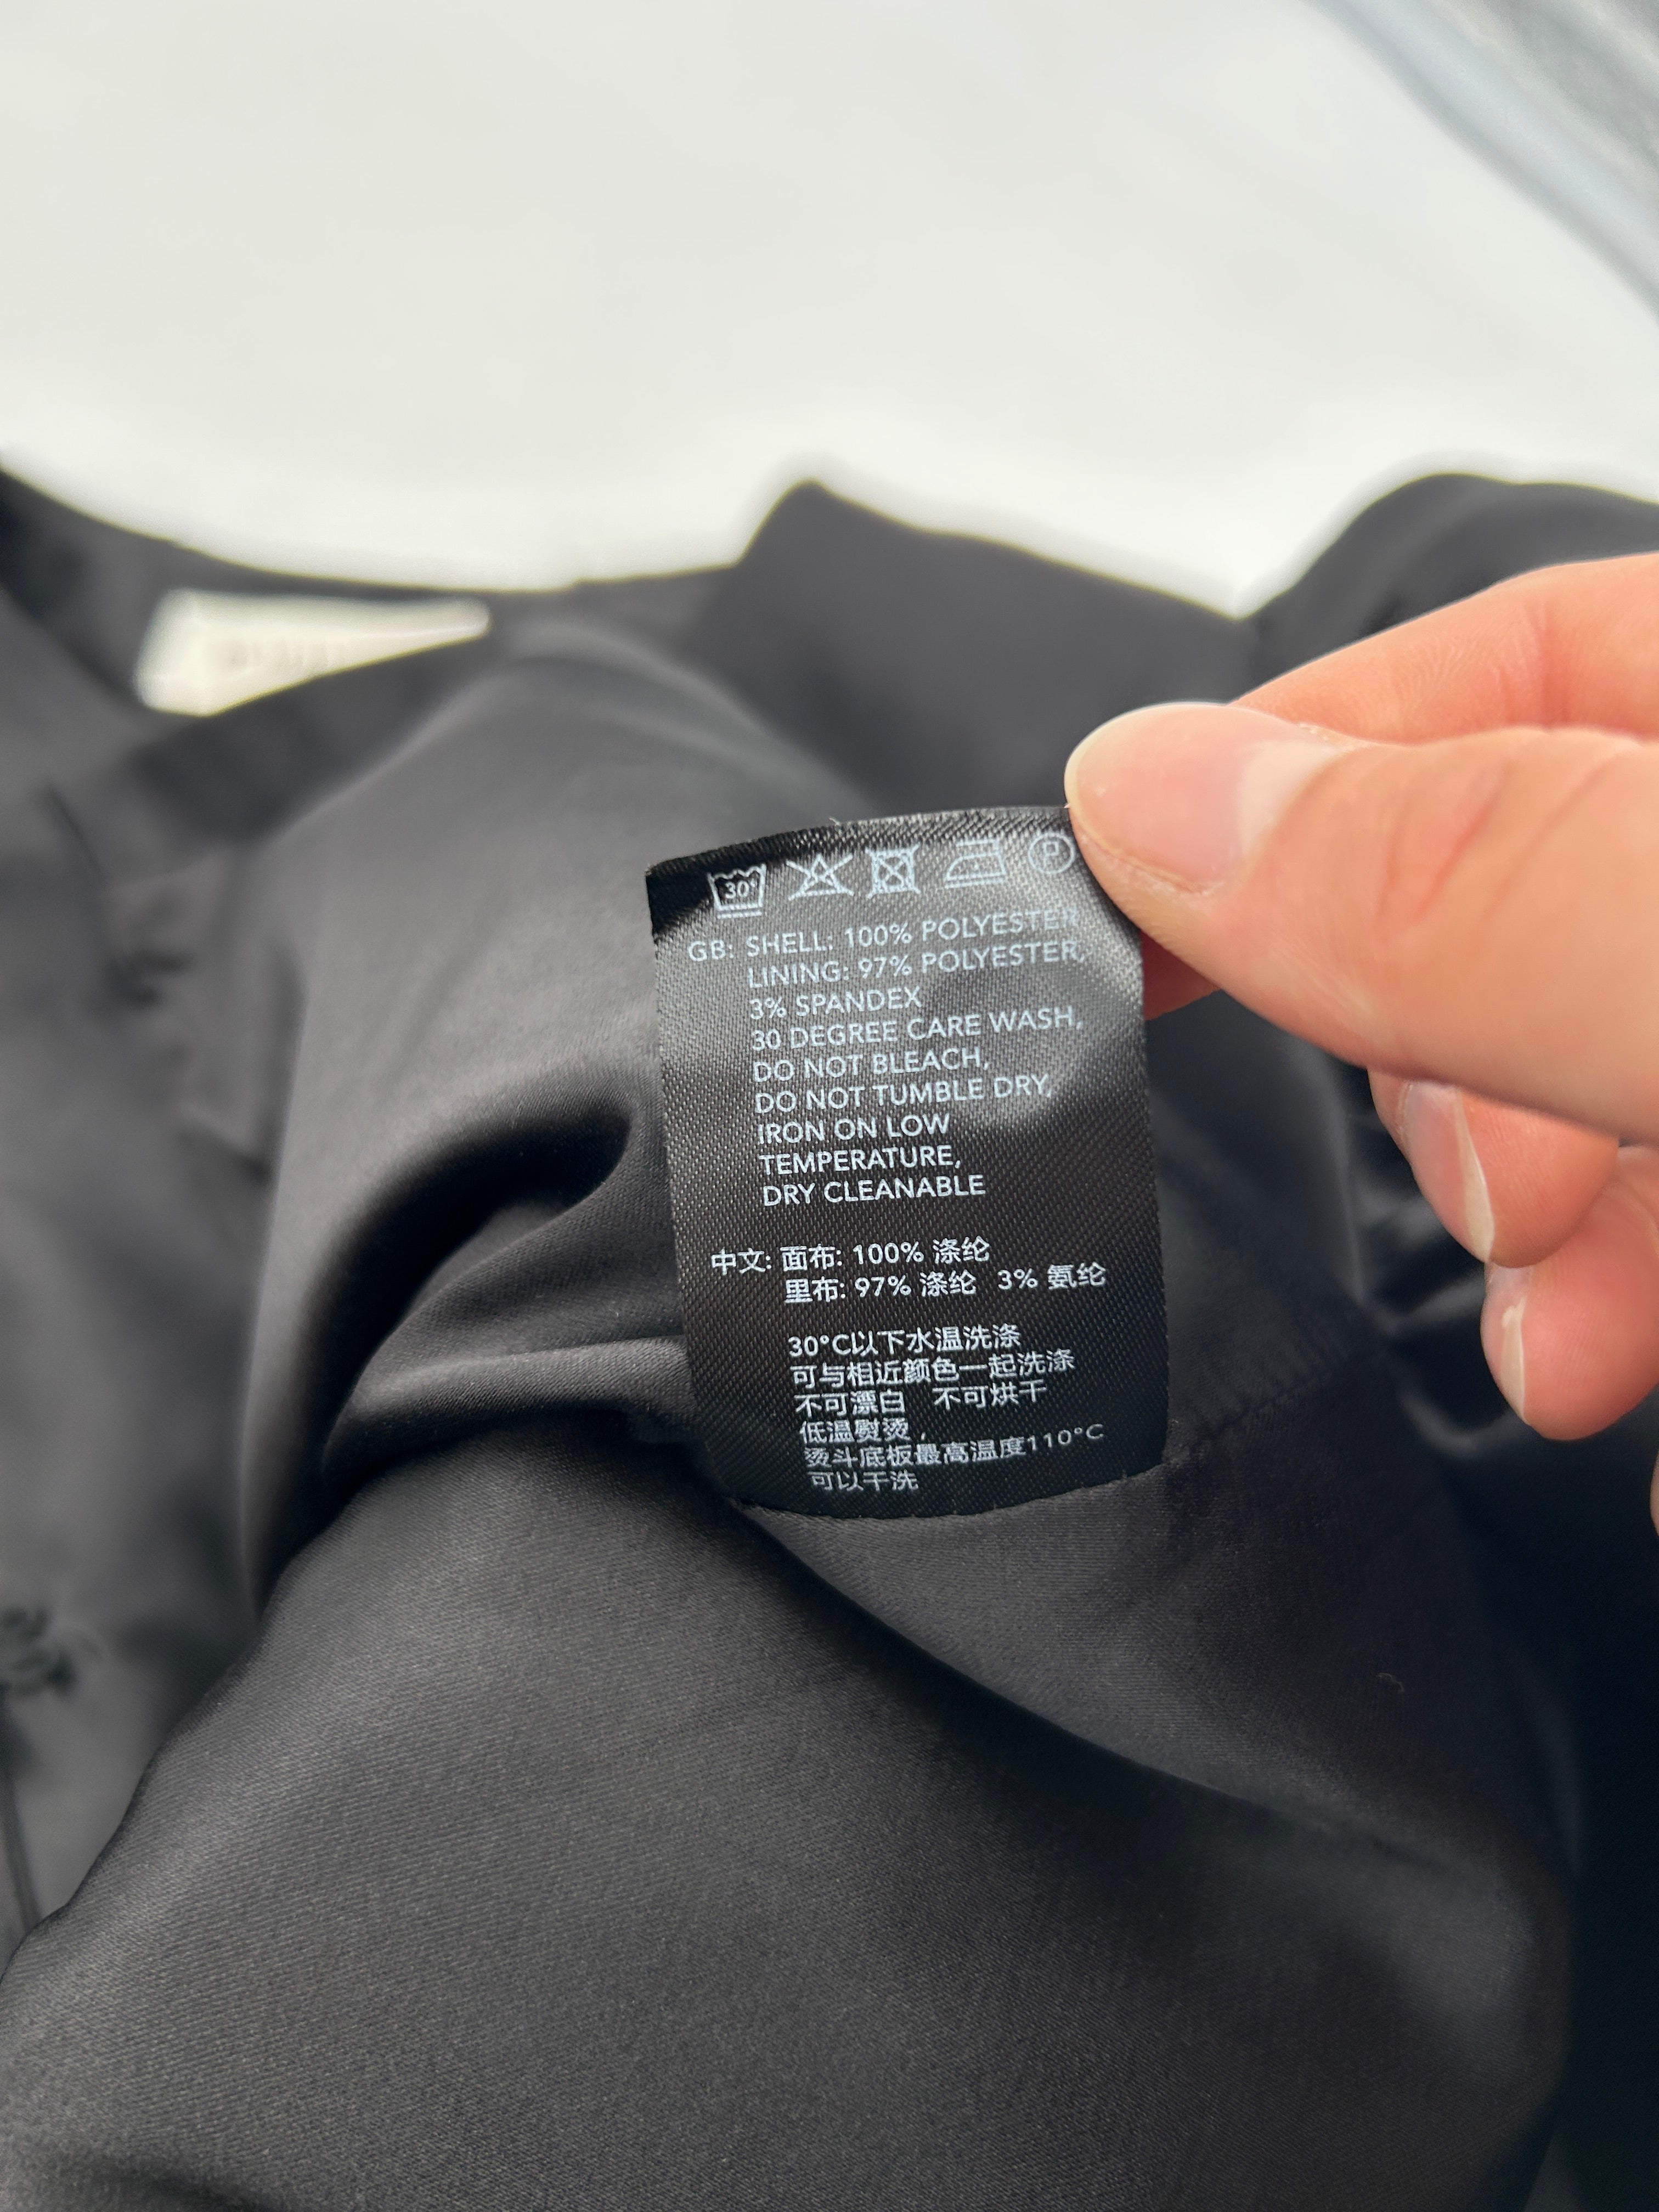 30°
P
GB: SHELL: 100% POLYESTER
LINING: 97% POLYESTER,
3% SPANDEX
30 DEGREE CARE WASH,
DO NOT BLEACH,
DO NOT TUMBLE DRY,
IRON ON LOW
TEMPERATURE,
DRY CLEANABLE
中文: 面布: 100% 涤纶
里布: 97% 涤纶 3% 氨纶
30°C以下水温洗涤
可与相近颜色一起洗涤
不可漂白 不可烘干
低温熨烫,
烫斗底板最高温度110°C
可以干洗